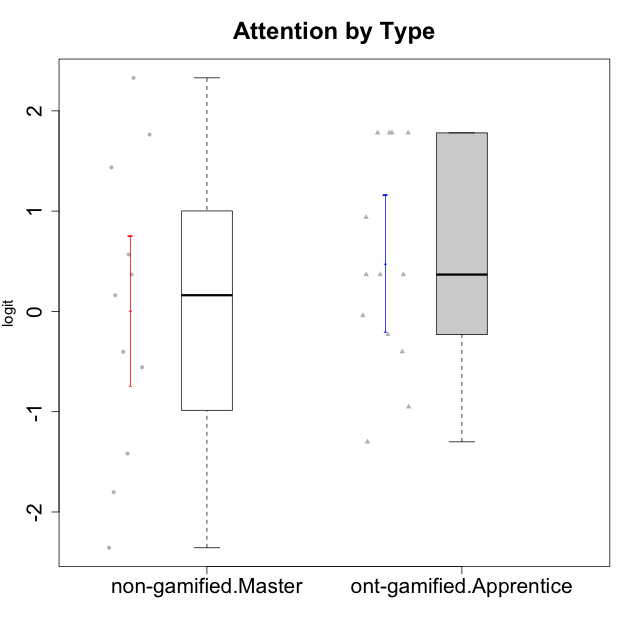 Attention by Type
logit
2
1
0
-1
-2
non-gamified.Master
ont-gamified.Apprentice